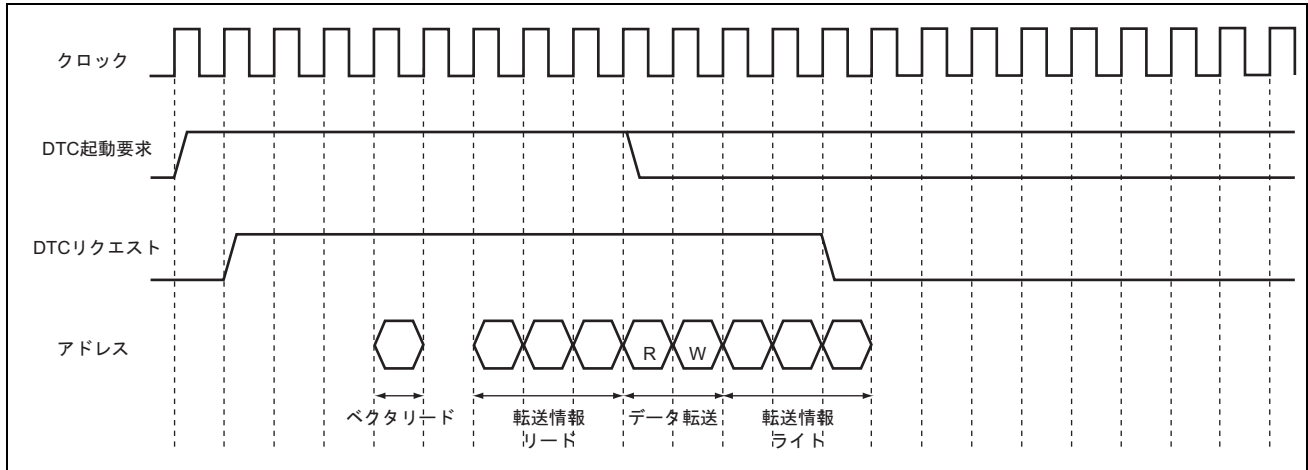 クロック
DTC起動要求
DTCリクエスト
アドレス
R
W
ベクタリード
転送情報
リード
データ転送
転送情報
ライト